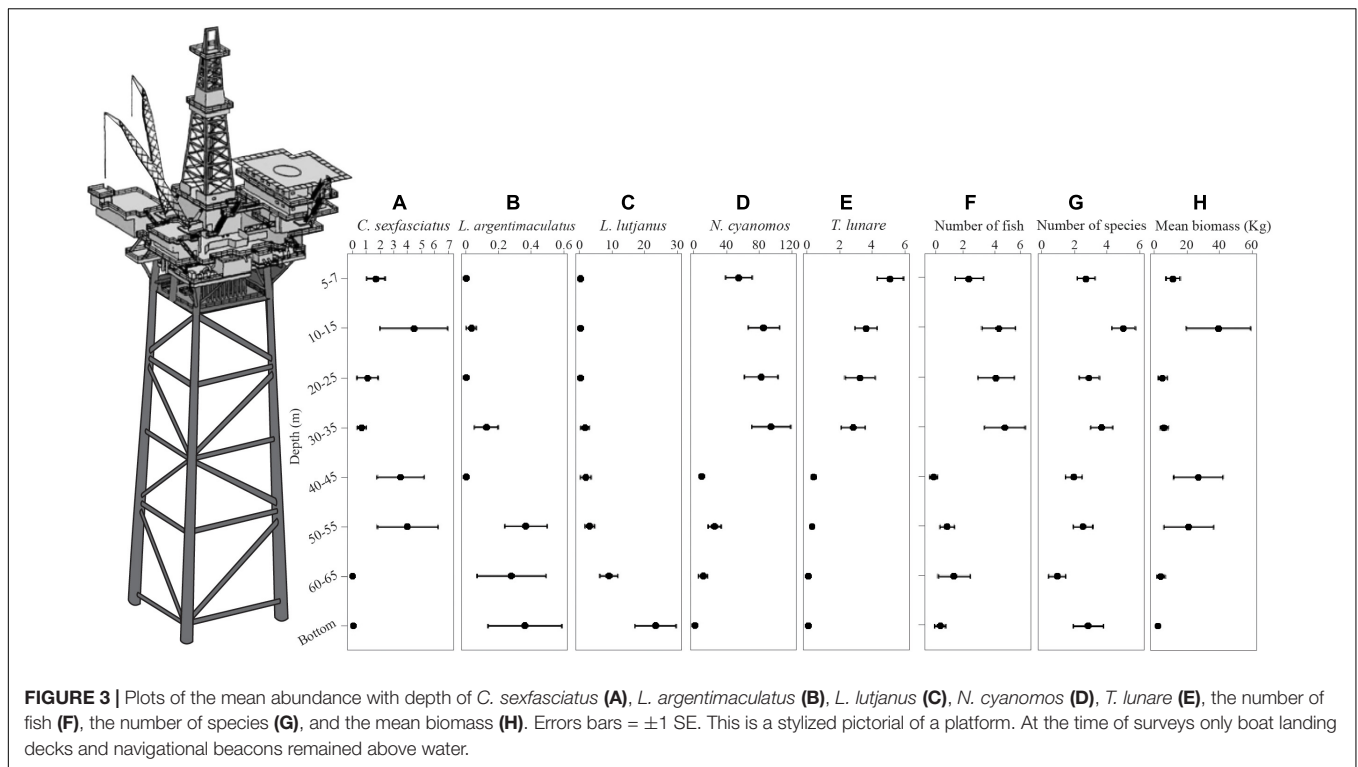 A B C D E F G H
C. sexfasciatus L. argentimaculatus L. lutjanus N. cyanomos T. lunare Number of fish Number of species Mean biomass (Kg)
0 1 2 3 4 5 6 7 0 0.2 0.4 0.6 0 10 20 30 0 40 80 120 0 2 4 6 0 2 4 6 0 2 4 6 0 20 40 60
Depth (m)
5-7
10-15
20-25
30-35
40-45
50-55
60-65
Bottom
FIGURE 3 | Plots of the mean abundance with depth of C. sexfasciatus (A), L. argentimaculatus (B), L. lutjanus (C), N. cyanomos (D), T. lunare (E), the number of
fish (F), the number of species (G), and the mean biomass (H). Errors bars = ±1 SE. This is a stylized pictorial of a platform. At the time of surveys only boat landing
decks and navigational beacons remained above water.